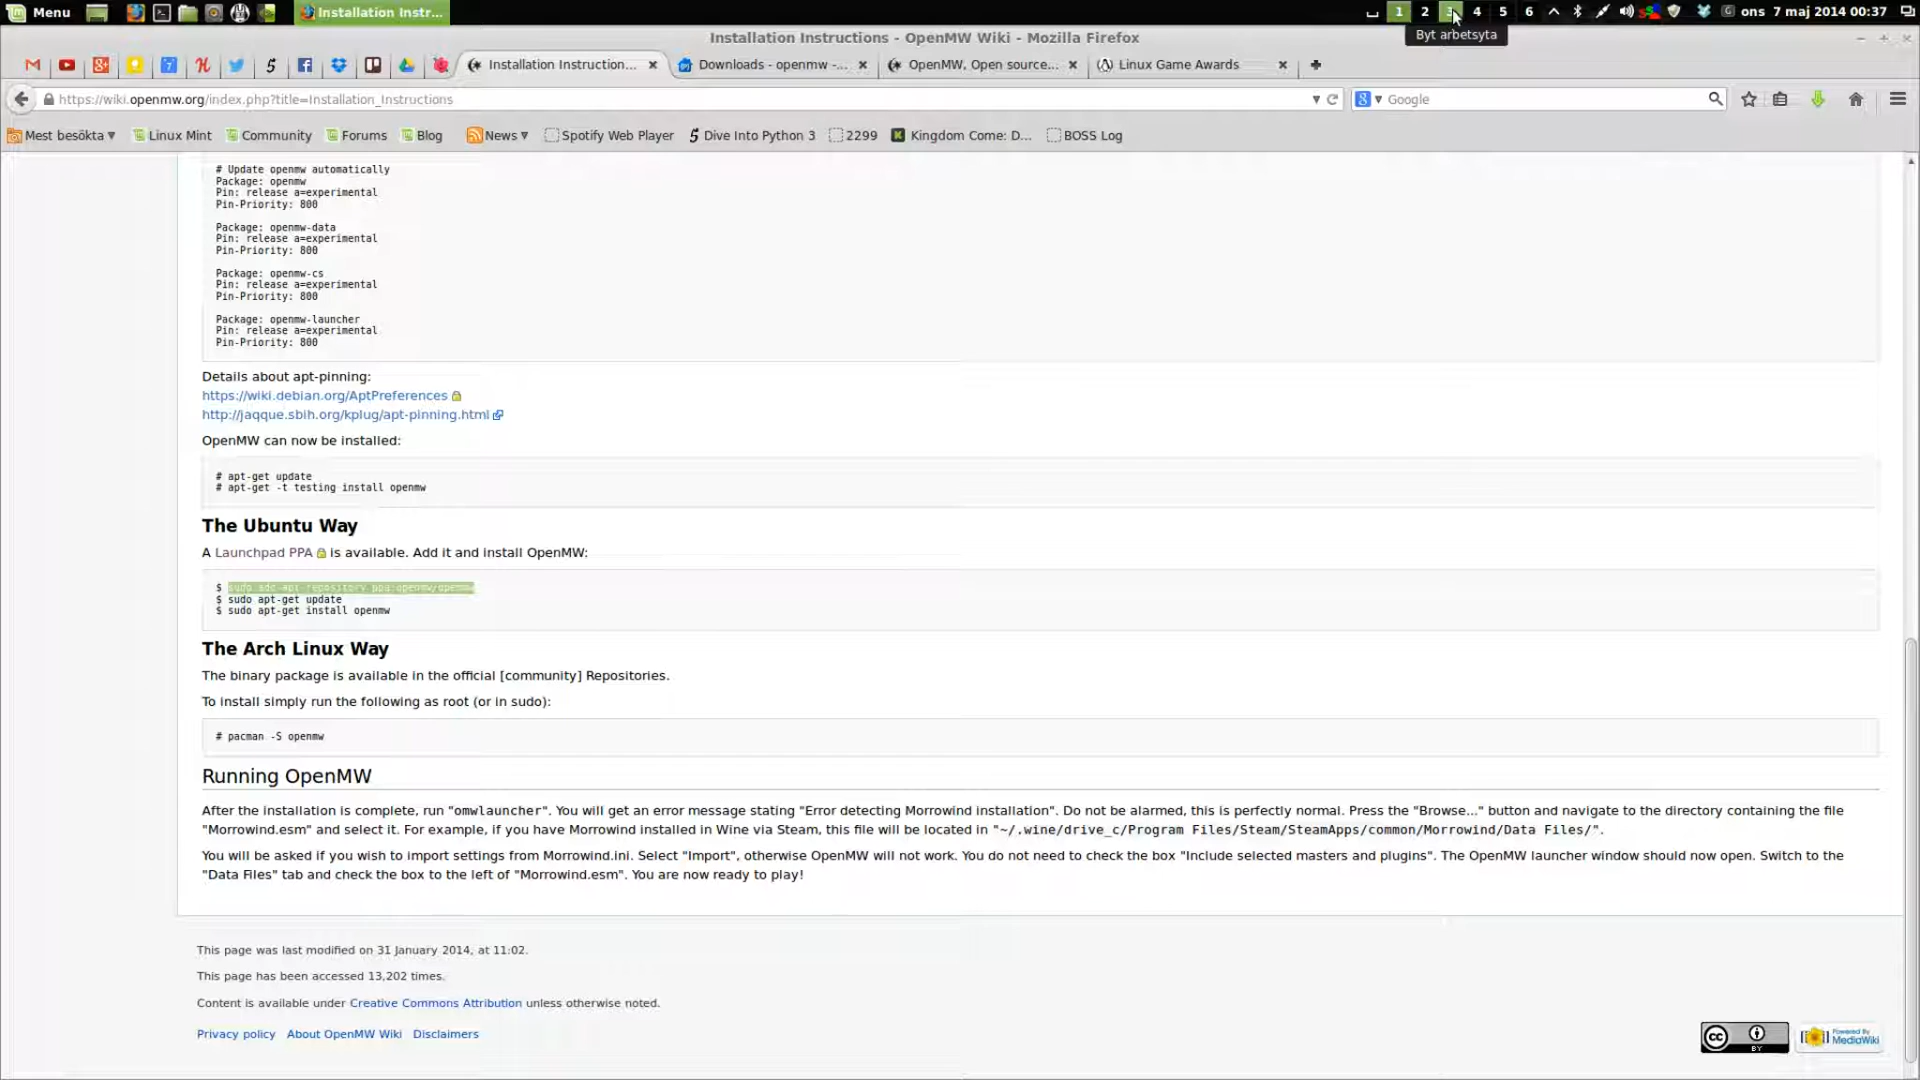 Menu
Installation Instr...
1 2 3 4 5 6
ons 7 maj 2014 00:37
Installation Instructions - OpenMW Wiki - Mozilla Firefox
Byt arbetsyta
Installation Instruction...
Downloads - openmw -...
OpenMW, Open source...
Linux Game Awards
https://wiki.openmw.org/index.php?title=Installation_Instructions
Google
Mest besökta
Linux Mint
Community
Forums
Blog
News
Spotify Web Player
Dive Into Python 3
2299
Kingdom Come: D...
BOSS Log
# Update openmw automatically
Package: openmw
Pin: release a=experimental
Pin-Priority: 800
Package: openmw-data
Pin: release a=experimental
Pin-Priority: 800
Package: openmw-cs
Pin: release a=experimental
Pin-Priority: 800
Package: openmw-launcher
Pin: release a=experimental
Pin-Priority: 800
Details about apt-pinning:
https://wiki.debian.org/AptPreferences
http://jaqque.sbih.org/kplug/apt-pinning.html
OpenMW can now be installed:
# apt-get update
# apt-get -t testing install openmw
The Ubuntu Way
A Launchpad PPA is available. Add it and install OpenMW:
$ sudo add-apt-repository ppa:openmw/openmw
$ sudo apt-get update
$ sudo apt-get install openmw
The Arch Linux Way
The binary package is available in the official [community] Repositories.
To install simply run the following as root (or in sudo):
# pacman -S openmw
Running OpenMW
After the installation is complete, run "omwlauncher". You will get an error message stating "Error detecting Morrowind installation". Do not be alarmed, this is perfectly normal. Press the "Browse..." button and navigate to the directory containing the file
"Morrowind.esm" and select it. For example, if you have Morrowind installed in Wine via Steam, this file will be located in "~/.wine/drive_c/Program Files/Steam/SteamApps/common/Morrowind/Data Files/".
You will be asked if you wish to import settings from Morrowind.ini. Select "Import", otherwise OpenMW will not work. You do not need to check the box "Include selected masters and plugins". The OpenMW launcher window should now open. Switch to the
"Data Files" tab and check the box to the left of "Morrowind.esm". You are now ready to play!
This page was last modified on 31 January 2014, at 11:02.
This page has been accessed 13,202 times.
Content is available under Creative Commons Attribution unless otherwise noted.
Privacy policy
About OpenMW Wiki
Disclaimers
CC BY
Powered By
MediaWiki